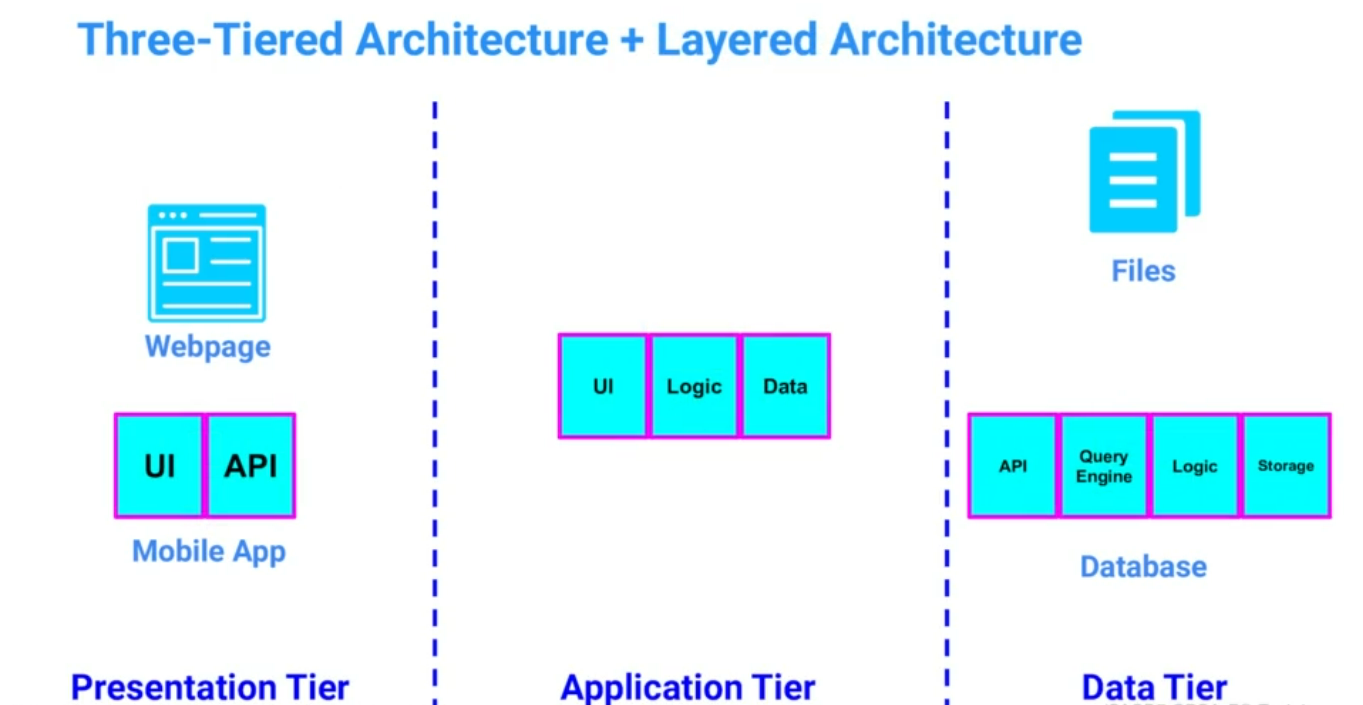 Three-Tiered Architecture + Layered Architecture
Webpage
UI
API
Mobile App
Presentation Tier
UI
Logic
Data
Application Tier
Files
API
Query
Engine
Logic
Storage
Database
Data Tier